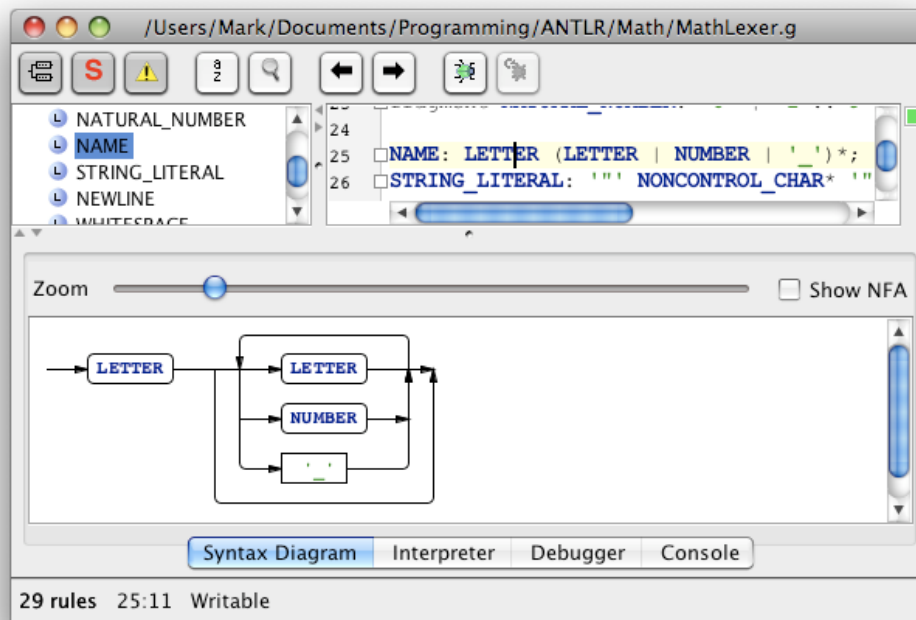 /Users/Mark/Documents/Programming/ANTLR/Math/MathLexer.g
S
a
z
NATURAL_NUMBER
NAME
STRING_LITERAL
NEWLINE
WHITESPACE
24
25 NAME: LETTER (LETTER | NUMBER | '_')*;
26 STRING_LITERAL: '"' NONCONTROL_CHAR* '"
Zoom
Show NFA
LETTER LETTER
NUMBER
'_'
Syntax Diagram Interpreter Debugger Console
29 rules 25:11 Writable